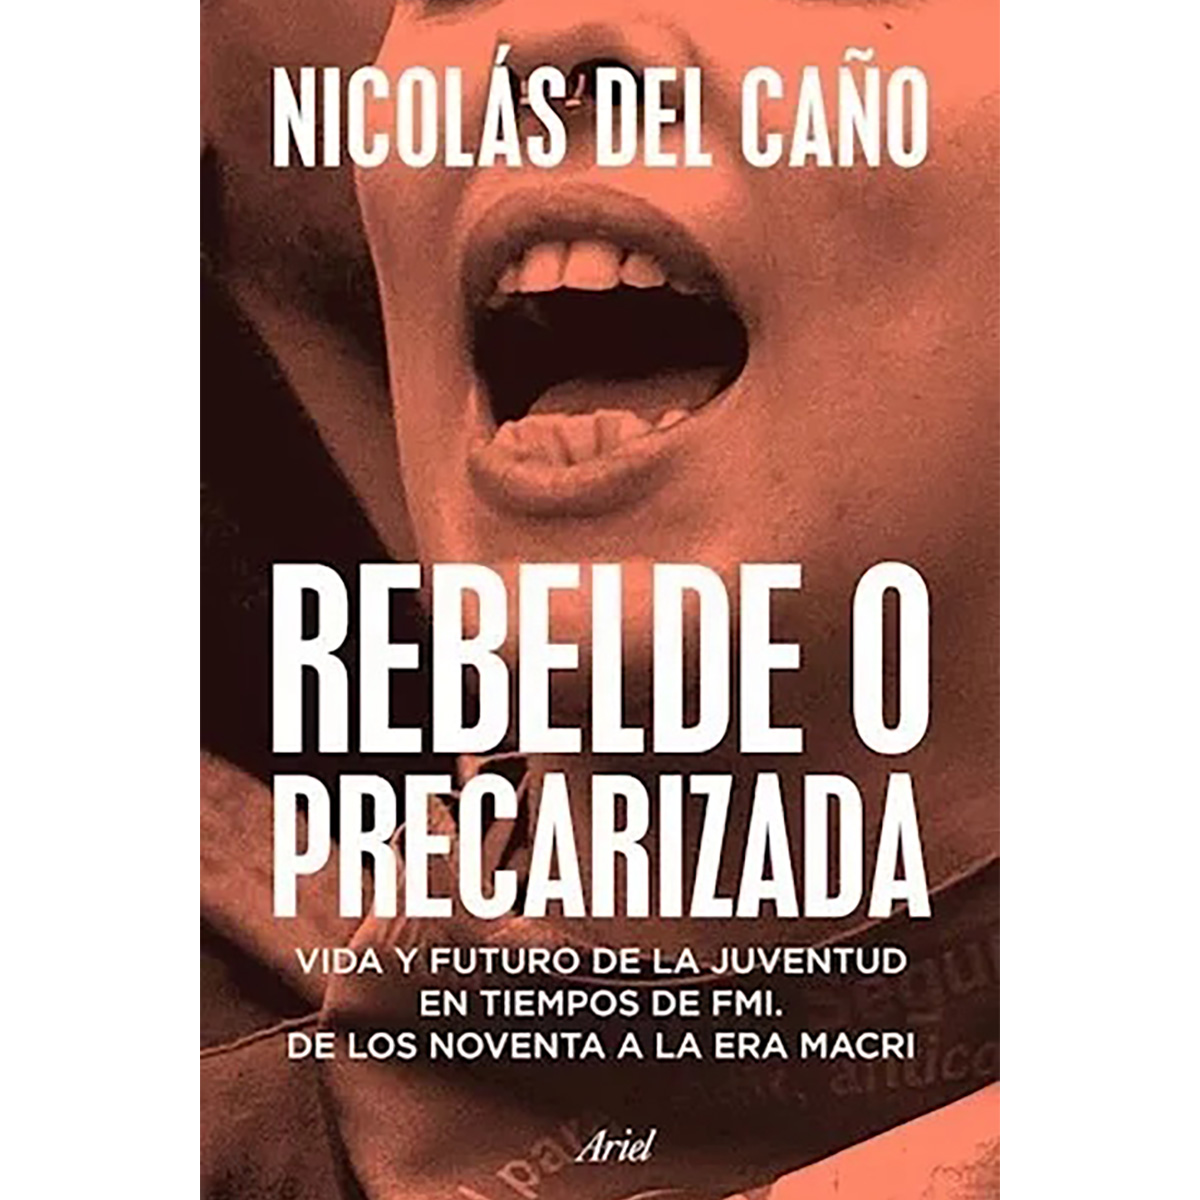 NICOLÁS DEL CAÑO
REBELDE O
PRECARIZADA
VIDA Y FUTURO DE LA JUVENTUD
EN TIEMPOS DE FMI.
DE LOS NOVENTA A LA ERA MACRI
Ariel